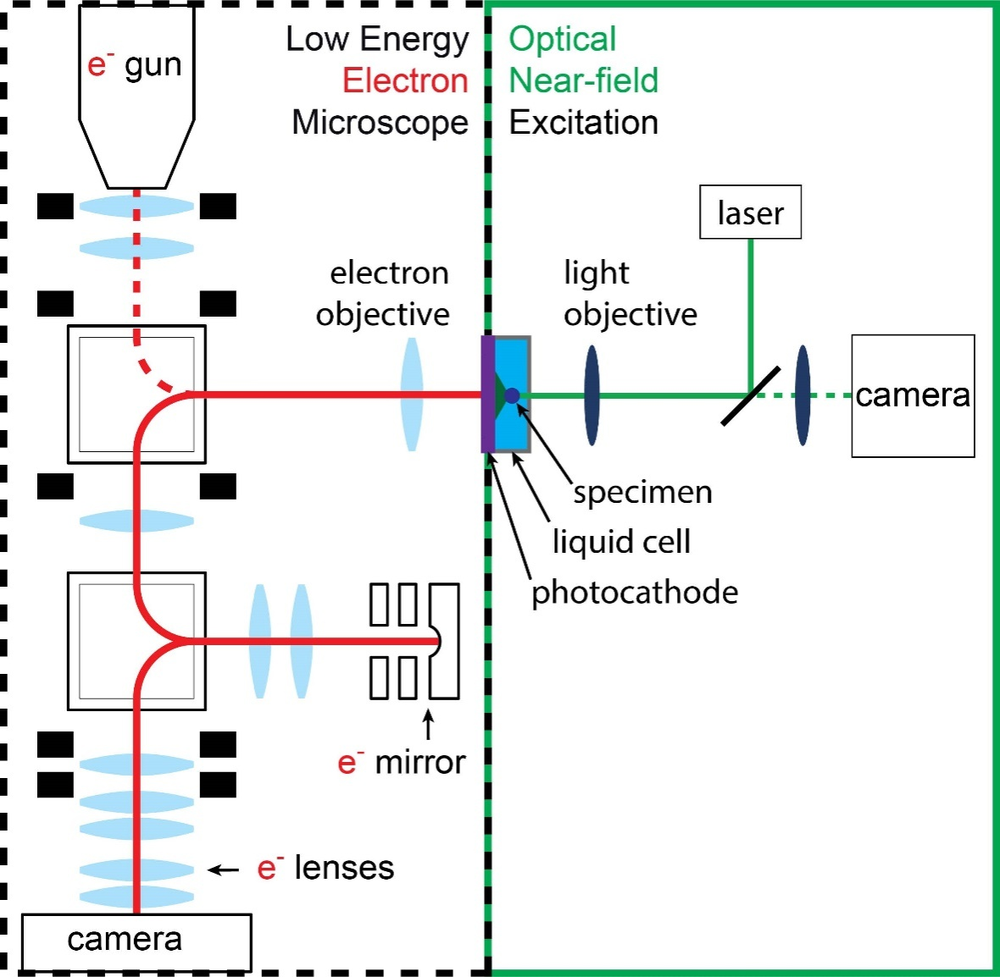 e- gun
Low Energy
Electron
Microscope
Optical
Near-field
Excitation
laser
electron
objective
light
objective
camera
specimen
liquid cell
photocathode
e- mirror
e- lenses
camera